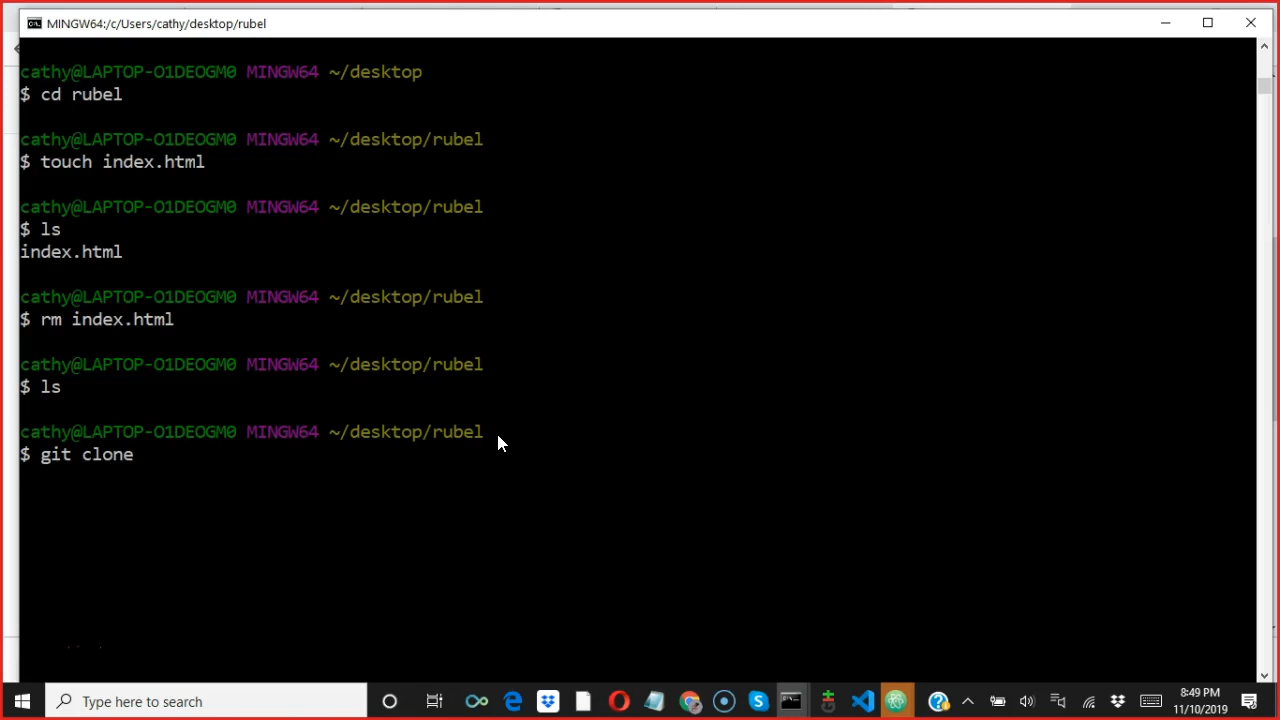 MINGW64:/c/Users/cathy/desktop/rubel
cathy@LAPTOP-O1DEOGM0 MINGW64 ~/desktop
$ cd rubel
cathy@LAPTOP-O1DEOGM0 MINGW64 ~/desktop/rubel
$ touch index.html
cathy@LAPTOP-O1DEOGM0 MINGW64 ~/desktop/rubel
$ ls
index.html
cathy@LAPTOP-O1DEOGM0 MINGW64 ~/desktop/rubel
$ rm index.html
cathy@LAPTOP-O1DEOGM0 MINGW64 ~/desktop/rubel
$ ls
cathy@LAPTOP-O1DEOGM0 MINGW64 ~/desktop/rubel
$ git clone
Type here to search
8:49 PM
11/10/2019